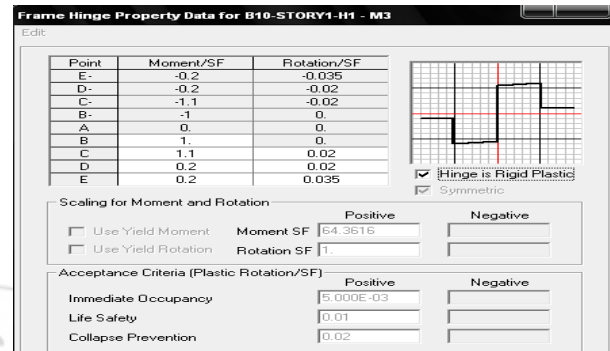 Frame Hinge Property Data for B10-STORY1-H1 - M3
Edit
Point Moment/SF Rotation/SF
E- -0.2 -0.035
D- -0.2 -0.02
C- -1.1 -0.02
B- -1 0.
A 0. 0.
B 1. 0.
C 1.1 0.02
D 0.2 0.02
E 0.2 0.035
Hinge is Rigid Plastic
Symmetric
Scaling for Moment and Rotation
Positive Negative
Use Yield Moment Moment SF 64.3616
Use Yield Rotation Rotation SF 1.
Acceptance Criteria (Plastic Rotation/SF)
Positive Negative
Immediate Occupancy 5.000E-03
Life Safety 0.01
Collapse Prevention 0.02